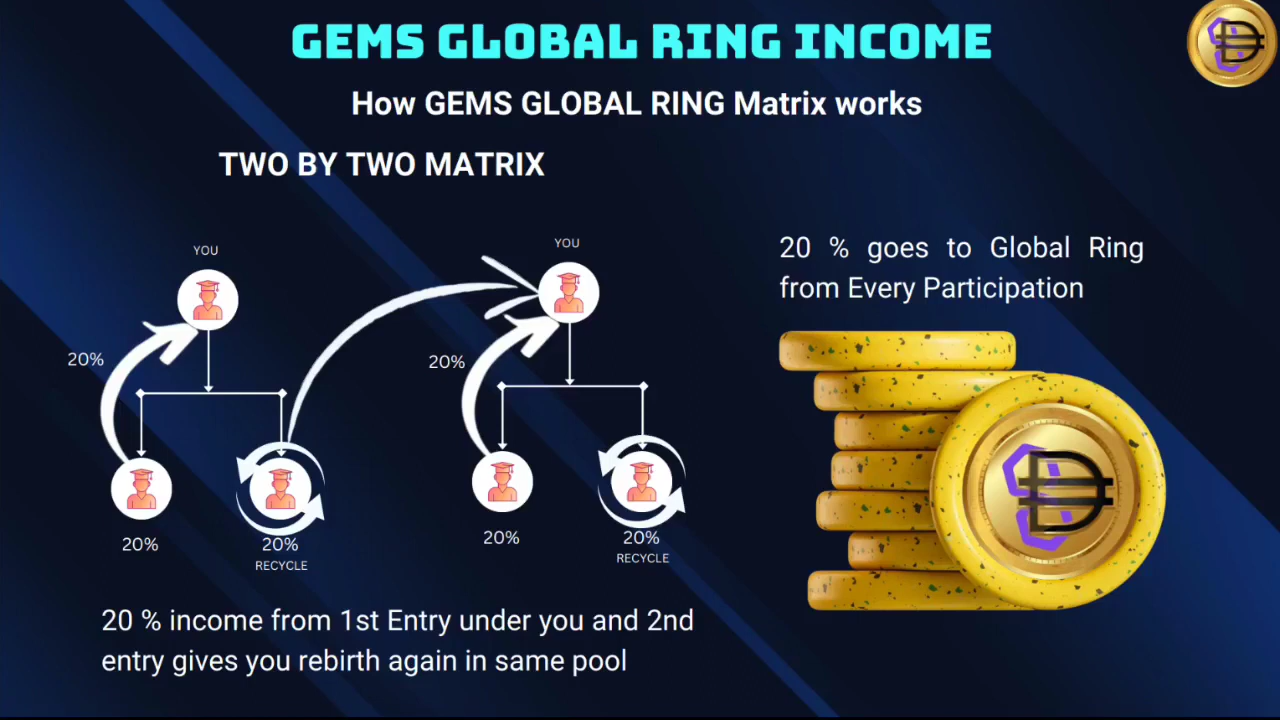 GEMS GLOBAL RING INCOME
How GEMS GLOBAL RING Matrix works
TWO BY TWO MATRIX
YOU
20%
20%
20%
RECYCLE
YOU
20%
20%
20%
RECYCLE
20 % goes to Global Ring
from Every Participation
20 % income from 1st Entry under you and 2nd
entry gives you rebirth again in same pool